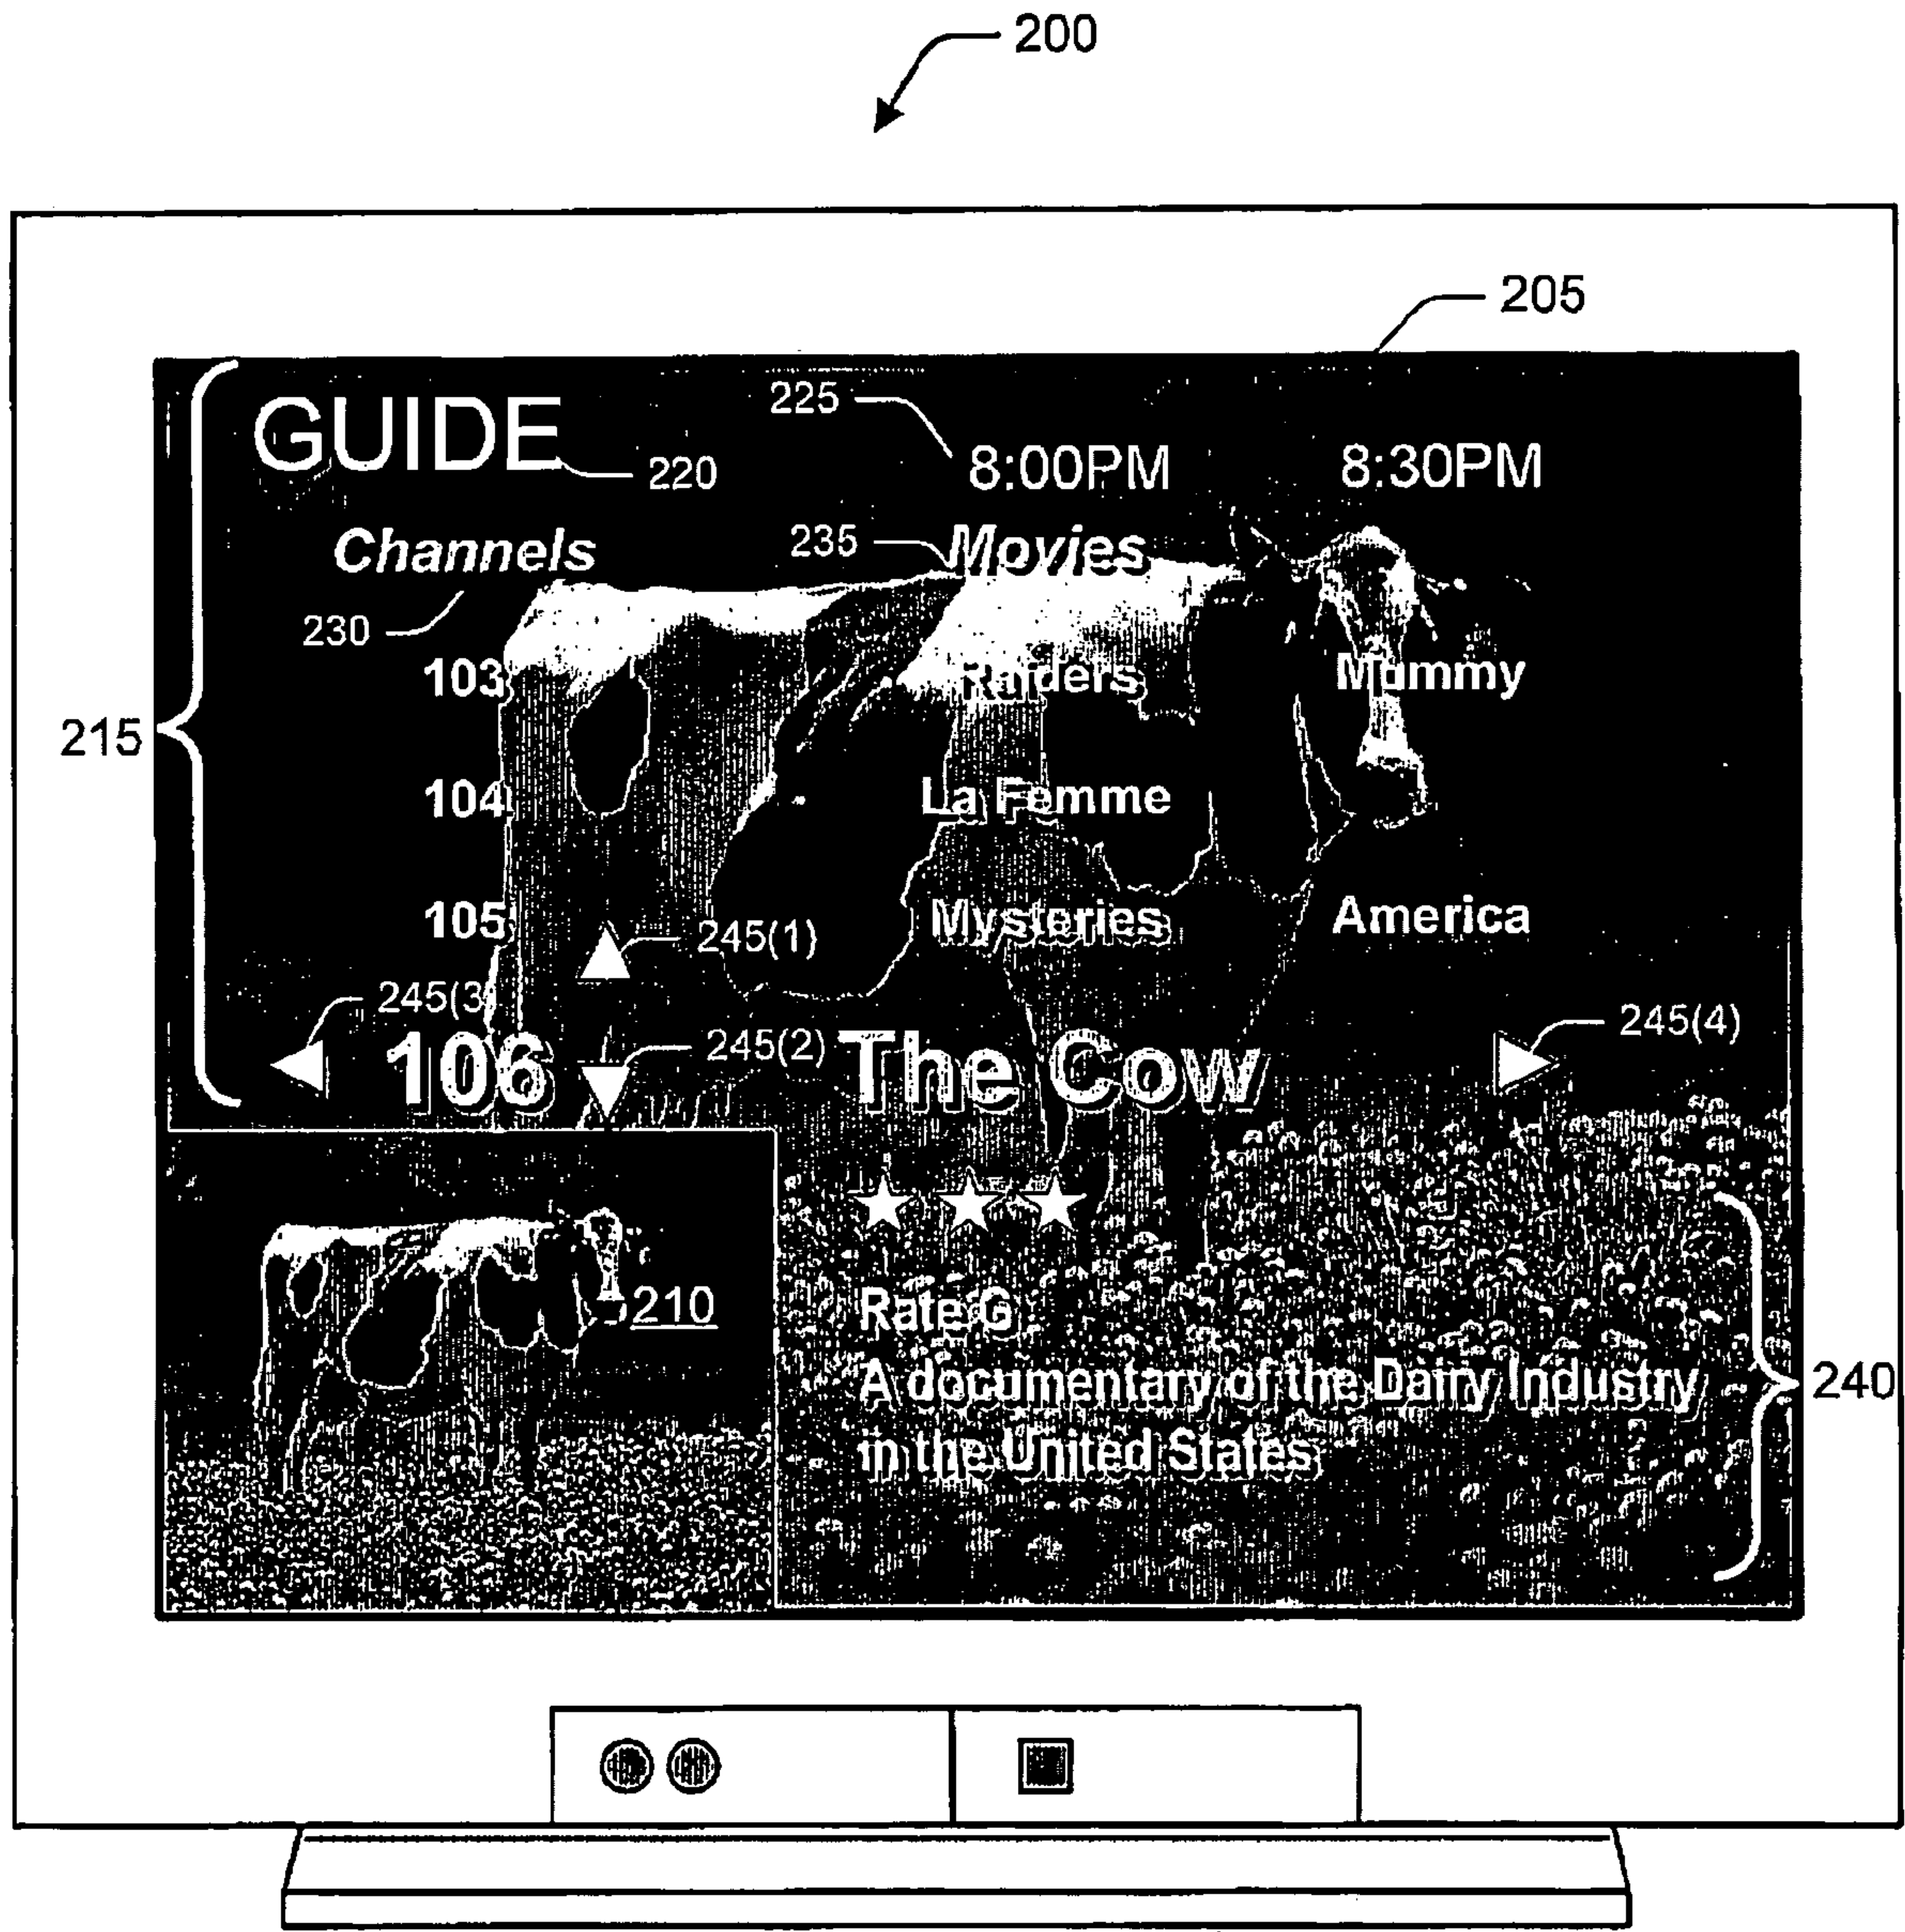 200
205
GUIDE 220 225 8:00PM 8:30PM
Channels 235 Movies
230
103 Raiders Mummy
215
104 La Femme
105 Mysteries America
245(1)
245(3) 245(4)
106 245(2) The Cow
210 Rate G
A documentary of the Dairy Industry
240
in the United States